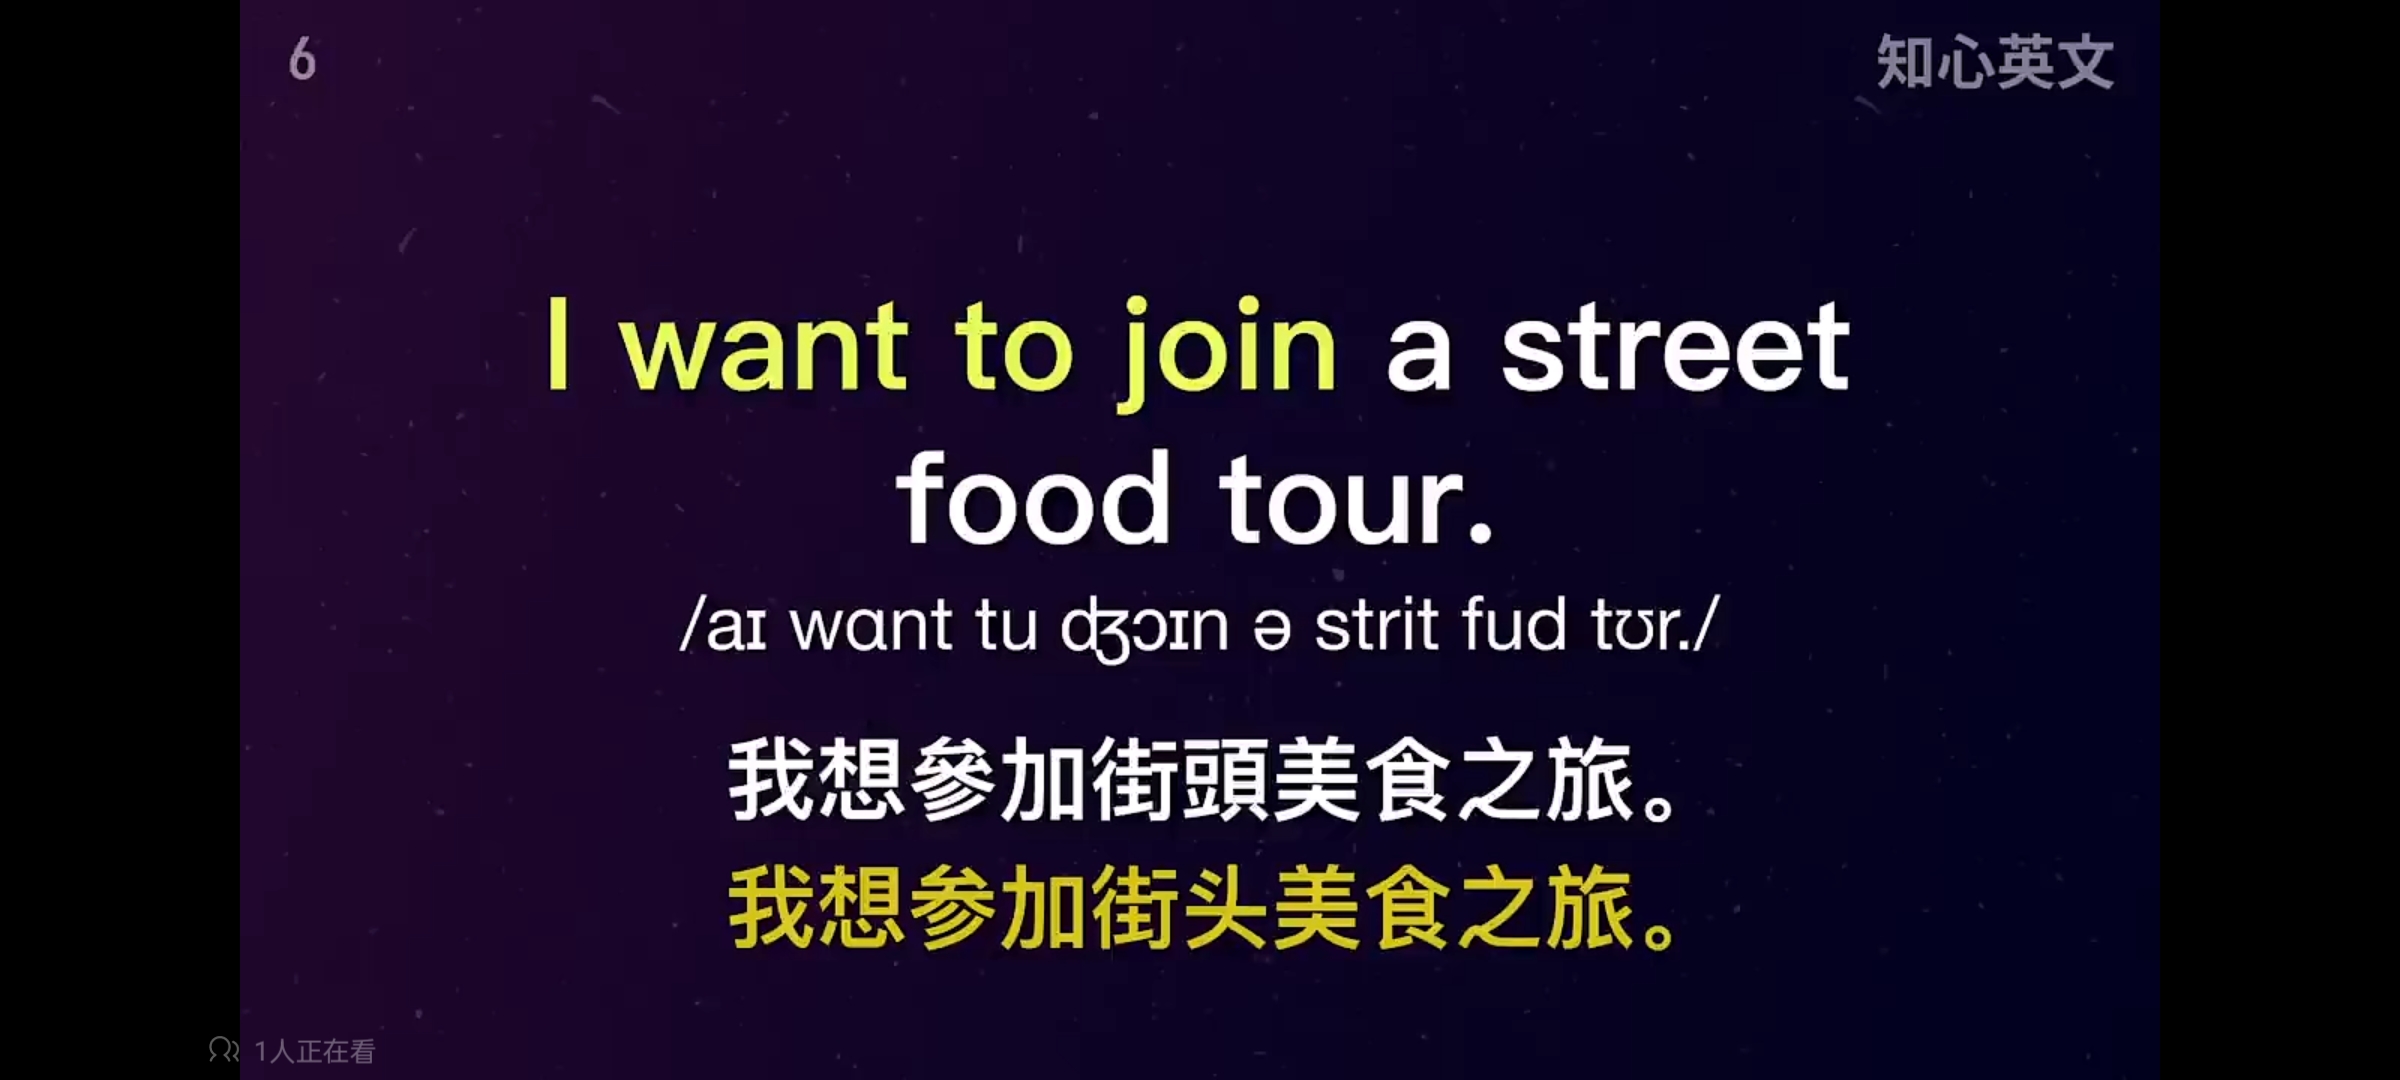 6
知心英文
I want to join a street
food tour.
/aɪ wɑnt tu ʤɔɪn ə strit fud tʊr./
我想參加街頭美食之旅。
我想参加街头美食之旅。
1人正在看